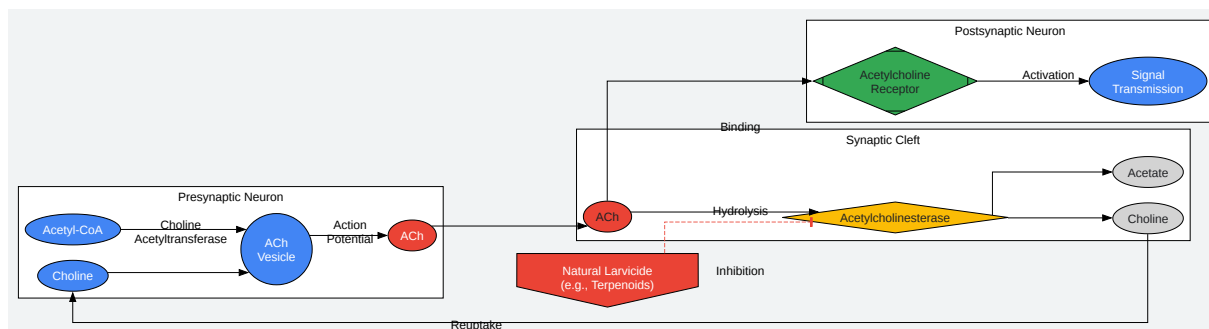 Postsynaptic Neuron
Acetylcholine
Receptor
Activation
Signal
Transmission
Binding
Synaptic Cleft
Acetate
ACh
Hydrolysis
Acetylcholinesterase
Choline
Presynaptic Neuron
Acetyl-CoA
Choline
Acetyltransferase
ACh
Vesicle
Action
Potential
ACh
Choline
Natural Larvicide
(e.g., Terpenoids)
Inhibition
Reuptake